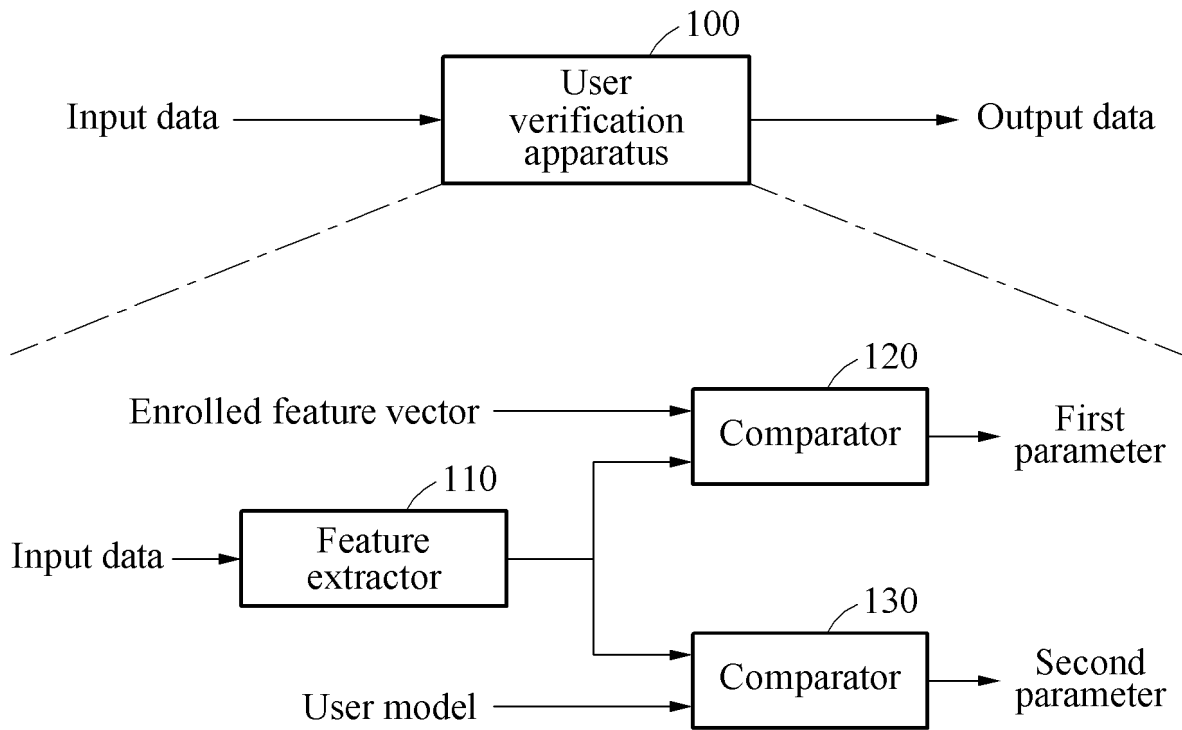 100
User
verification
apparatus
Input data
Output data
120
Enrolled feature vector
Comparator
First
parameter
110
Input data
Feature
extractor
130
Comparator
Second
parameter
User model